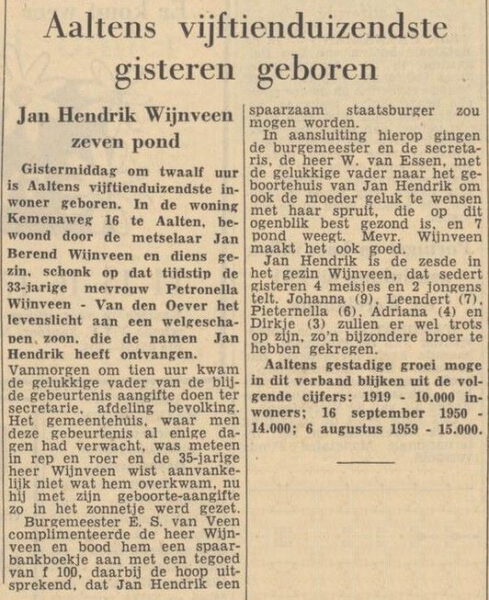 Aaltens vijftienduizendste
gisteren geboren
Jan Hendrik Wijnveen
zeven pond
Gistermiddag om twaalf uur
is Aaltens vijftienduizendste in-
woner geboren. In de woning
Kemenaweg 16 te Aalten, be-
woond door de metselaar Jan
Berend Wijnveen en diens ge-
zin, schonk op dat tijdstip de
33-jarige mevrouw Petronella
Wijnveen - Van den Oever het
levenslicht aan een welgescha-
pen zoon, die de namen Jan
Hendrik heeft ontvangen.
Vanmorgen om tien uur kwam
de gelukkige vader van de blij-
de gebeurtenis aangifte doen ter
secretarie, afdeling bevolking.
Het gemeentehuis, waar men
deze gebeurtenis al enige da-
gen had verwacht, was meteen
in rep en roer en de 35-jarige
heer Wijnveen wist aanvanke-
lijk niet wat hem overkwam, nu
hij met zijn geboorte-aangifte
zo in het zonnetje werd gezet.
Burgemeester E. S. van Veen
complimenteerde de heer Wijn-
veen en bood hem een spaar-
bankboekje aan met een tegoed
van f 100, daarbij de hoop uit-
sprekend, dat Jan Hendrik een
spaarzaam staatsburger zou
mogen worden.
In aansluiting hierop gingen
de burgemeester en de secreta-
ris, de heer W. van Essen, met
de gelukkige vader naar het ge-
boortehuis van Jan Hendrik om
ook de moeder geluk te wensen
met haar spruit, die op dit
ogenblik best gezond is, en 7
pond weegt. Mevr. Wijnveen
maakt het ook goed.
Jan Hendrik is de zesde in
het gezin Wijnveen, dat sedert
gisteren 4 meisjes en 2 jongens
telt. Johanna (9), Leendert (7),
Pieternella (6), Adriana (4) en
Dirkje (3) zullen er wel trots
op zijn, zo'n bijzondere broer te
hebben gekregen.
Aaltens gestadige groei moge
in dit verband blijken uit de vol-
gende cijfers: 1919 - 10.000 in-
woners; 16 september 1950 -
14.000; 6 augustus 1959 - 15.000.